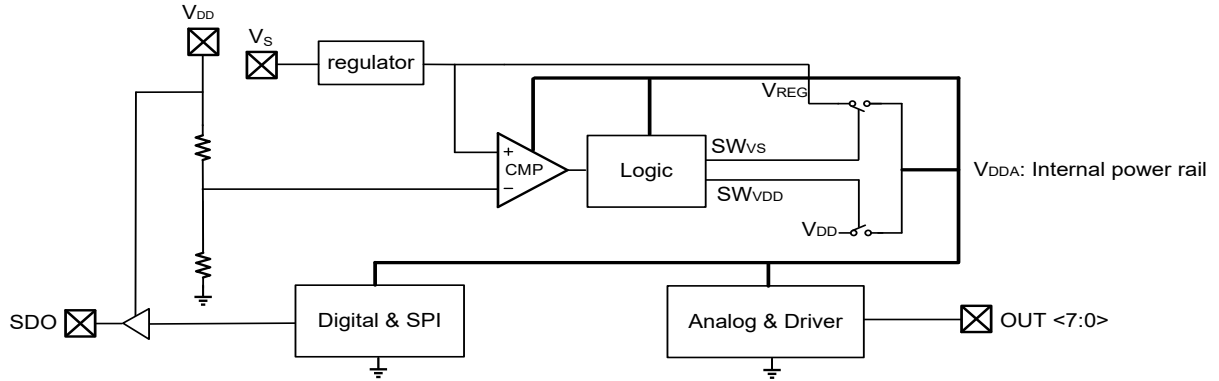 VDD
VS
regulator
VREG
+
CMP
−
Logic
SWVS
SWVDD
VDDA: Internal power rail
VDD
SDO
Digital & SPI
Analog & Driver
OUT <7:0>